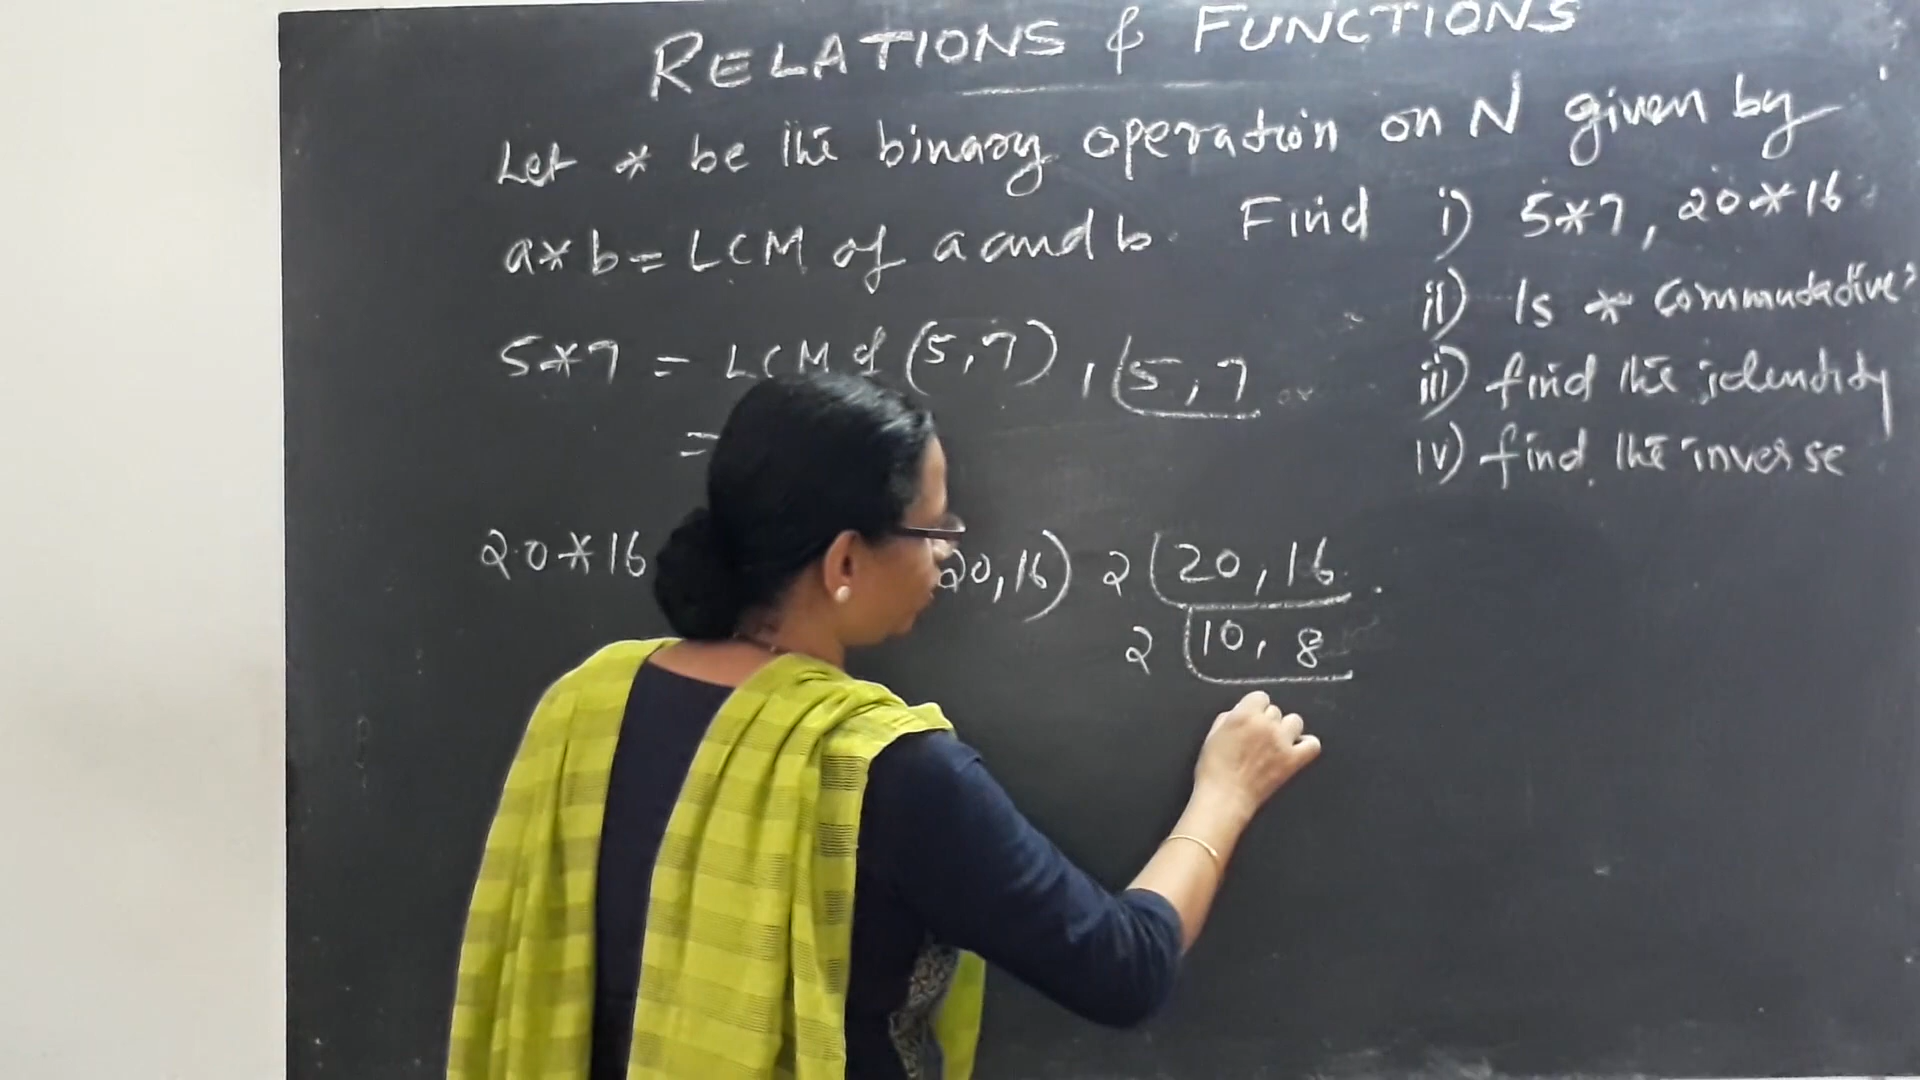 RELATIONS & FUNCTIONS
Let * be the binary operation on N given by
a*b = LCM of a and b. Find i) 5*7, 20*16
ii) Is * commutative?
iii) find the identity
iv) find the inverse
5*7 = LCM of (5,7), 1 5, 7
=
20*16 20,16) 2 20, 16
2 10, 8